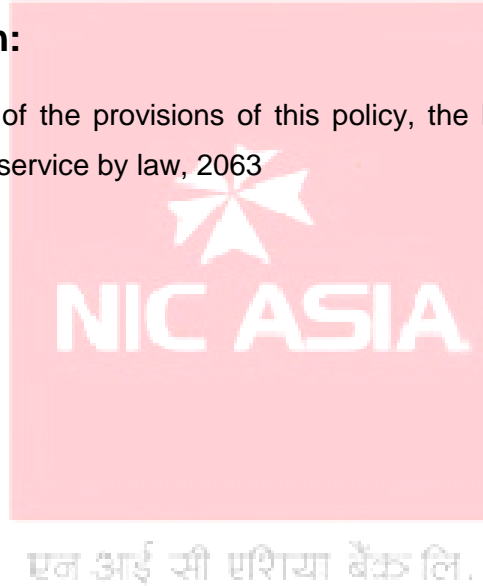 n:
of the provisions of this policy, the
service by law, 2063
NIC ASIA
एन आई सी एशिया बैंक लि.